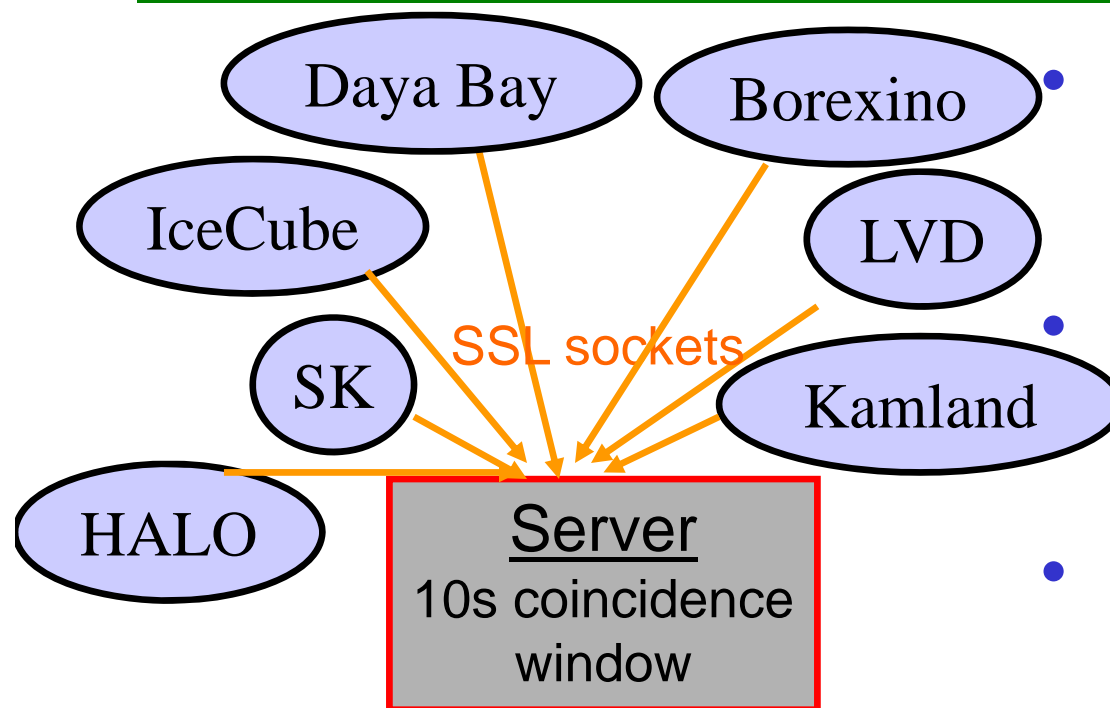 Daya Bay
Borexino
IceCube
LVD
SSL sockets
SK
Kamland
HALO
Server
10s coincidence
window